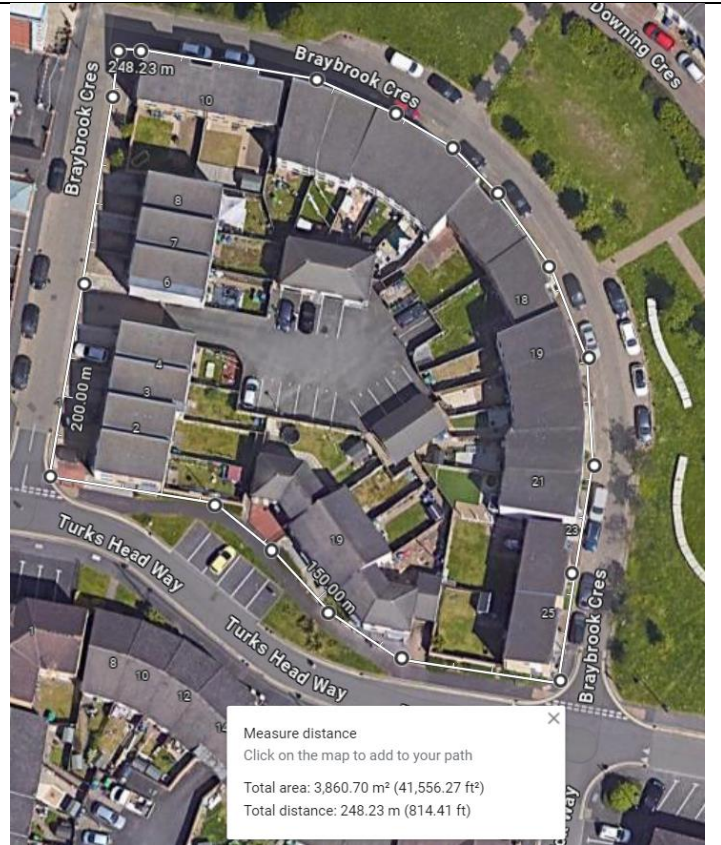 Downing Cres
Braybrook Cres
248.23 m
Braybrook Cres
10
8
7
6
18
19
4
3
2
200.00 m
21
19
23
150.00 m
25
Turks Head Way
Turks Head Way
Braybrook Cres
1
8
10
12
14
Measure distance
Click on the map to add to your path
Total area: 3,860.70 m² (41,556.27 ft²)
Total distance: 248.23 m (814.41 ft)